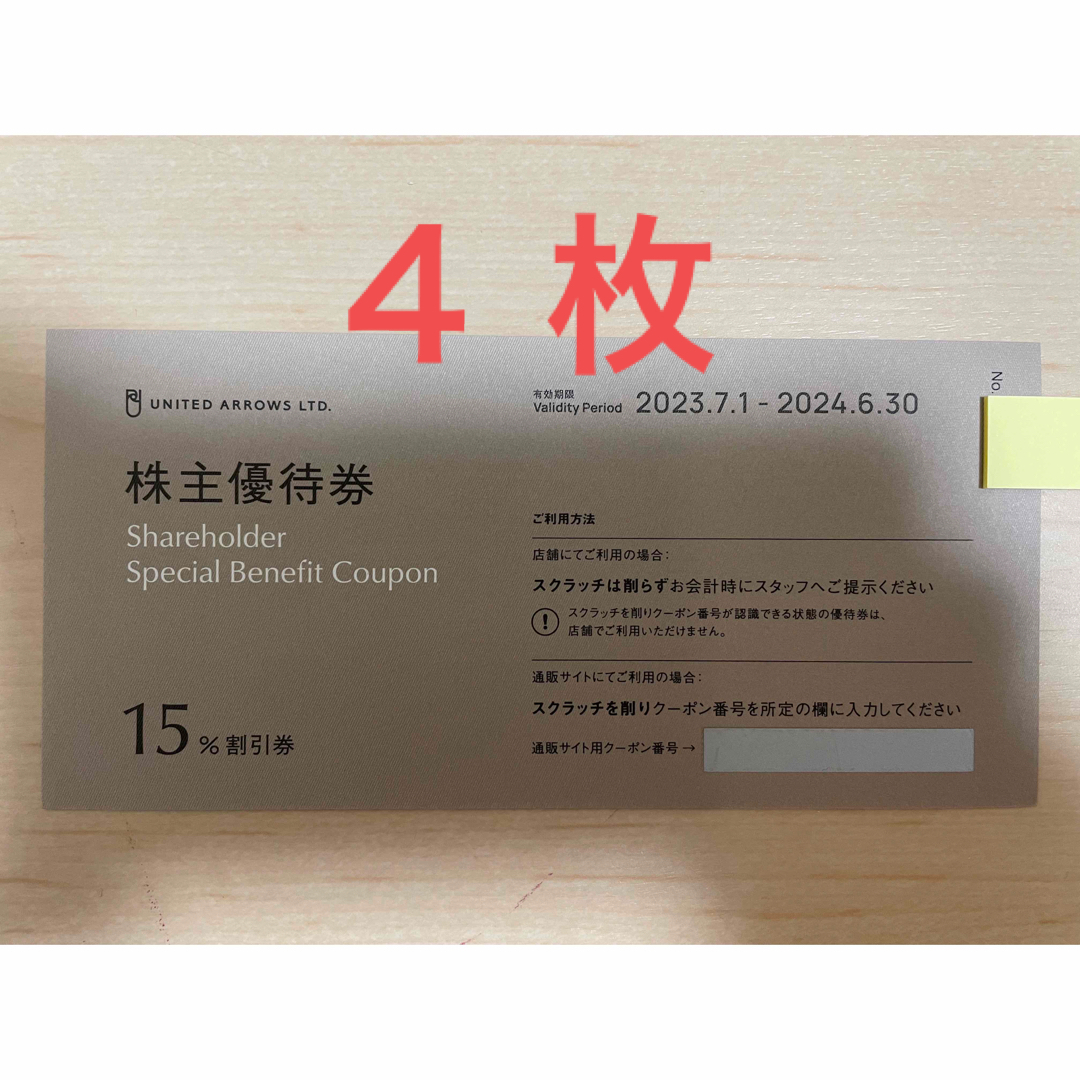 4 枚
UNITED ARROWS LTD.
有効期限
Validity Period 2023.7.1 - 2024.6.30
No.
株主優待券
Shareholder
Special Benefit Coupon
15% 割引券
ご利用方法
店舗にてご利用の場合：
スクラッチは削らずお会計時にスタッフへご提示ください
! スクラッチを削りクーポン番号が認識できる状態の優待券は、
店舗でご利用いただけません。
通販サイトにてご利用の場合：
スクラッチを削りクーポン番号を所定の欄に入力してください
通販サイト用クーポン番号→